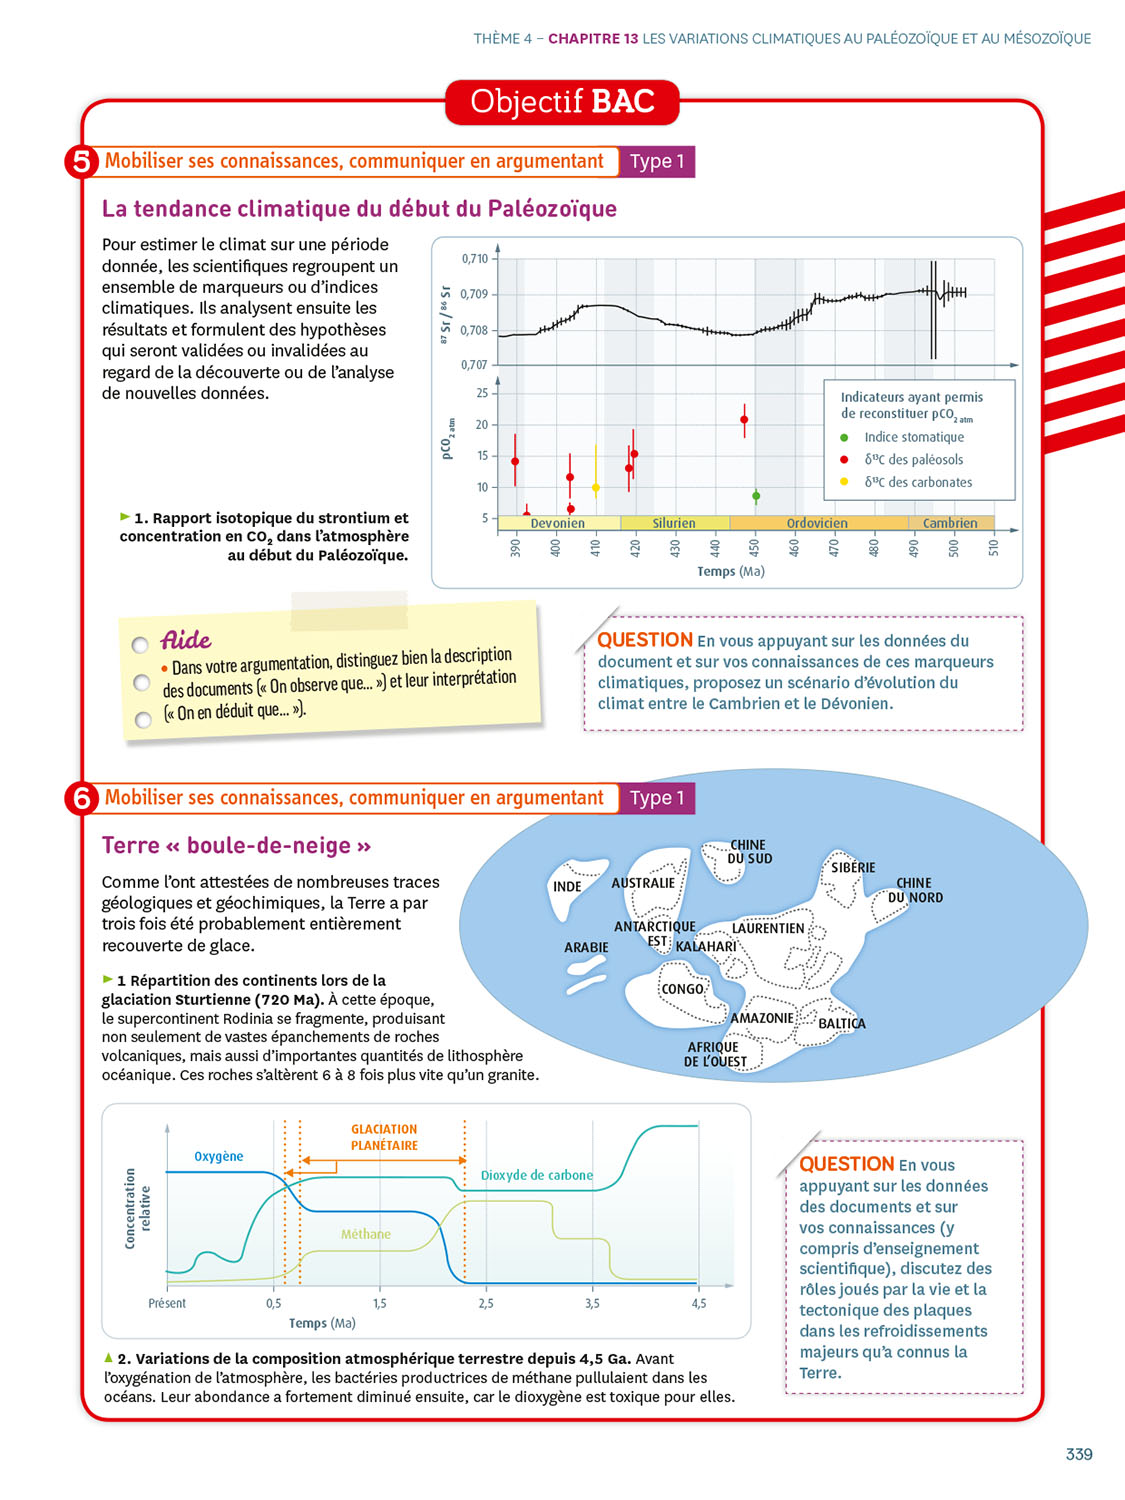 THÈME 4 – CHAPITRE 13 LES VARIATIONS CLIMATIQUES AU PALÉOZOÏQUE ET AU MÉSOZOÏQUE
Objectif BAC
5 Mobiliser ses connaissances, communiquer en argumentant Type 1
La tendance climatique du début du Paléozoïque
Pour estimer le climat sur une période
donnée, les scientifiques regroupent un
ensemble de marqueurs ou d’indices
climatiques. Ils analysent ensuite les
résultats et formulent des hypothèses
qui seront validées ou invalidées au
regard de la découverte ou de l’analyse
de nouvelles données.
► 1. Rapport isotopique du strontium et
concentration en CO₂ dans l’atmosphère
au début du Paléozoïque.
⁸⁷Sr / ⁸⁶Sr
0,710
0,709
0,708
0,707
pCO₂ atm
25
20
15
10
5
Indicateurs ayant permis
de reconstituer pCO₂ atm
Indice stomatique
δ¹³C des paléosols
δ¹³C des carbonates
Devonien Silurien Ordovicien Cambrien
390 400 410 420 430 440 450 460 470 480 490 500 510
Temps (Ma)
Aide
• Dans votre argumentation, distinguez bien la description
des documents (« On observe que... ») et leur interprétation
(« On en déduit que... »).
QUESTION En vous appuyant sur les données du
document et sur vos connaissances de ces marqueurs
climatiques, proposez un scénario d’évolution du
climat entre le Cambrien et le Dévonien.
6 Mobiliser ses connaissances, communiquer en argumentant Type 1
Terre « boule-de-neige »
Comme l’ont attestées de nombreuses traces
géologiques et géochimiques, la Terre a par
trois fois été probablement entièrement
recouverte de glace.
► 1 Répartition des continents lors de la
glaciation Sturtienne (720 Ma). À cette époque,
le supercontinent Rodinia se fragmente, produisant
non seulement de vastes épanchements de roches
volcaniques, mais aussi d’importantes quantités de lithosphère
océanique. Ces roches s’altèrent 6 à 8 fois plus vite qu’un granite.
CHINE
DU SUD
SIBÉRIE
INDE
AUSTRALIE
CHINE
DU NORD
ANTARCTIQUE
EST
LAURENTIEN
ARABIE
KALAHARI
CONGO
AMAZONIE
BALTICA
AFRIQUE
DE L’OUEST
GLACIATION
PLANÉTAIRE
Oxygène
Dioxyde de carbone
Méthane
Concentration
relative
Présent 0,5 1,5 2,5 3,5 4,5
Temps (Ma)
▲ 2. Variations de la composition atmosphérique terrestre depuis 4,5 Ga. Avant
l’oxygénation de l’atmosphère, les bactéries productrices de méthane pullulaient dans les
océans. Leur abondance a fortement diminué ensuite, car le dioxygène est toxique pour elles.
QUESTION En vous
appuyant sur les données
des documents et sur
vos connaissances (y
compris d’enseignement
scientifique), discutez des
rôles joués par la vie et la
tectonique des plaques
dans les refroidissements
majeurs qu’a connus la
Terre.
339